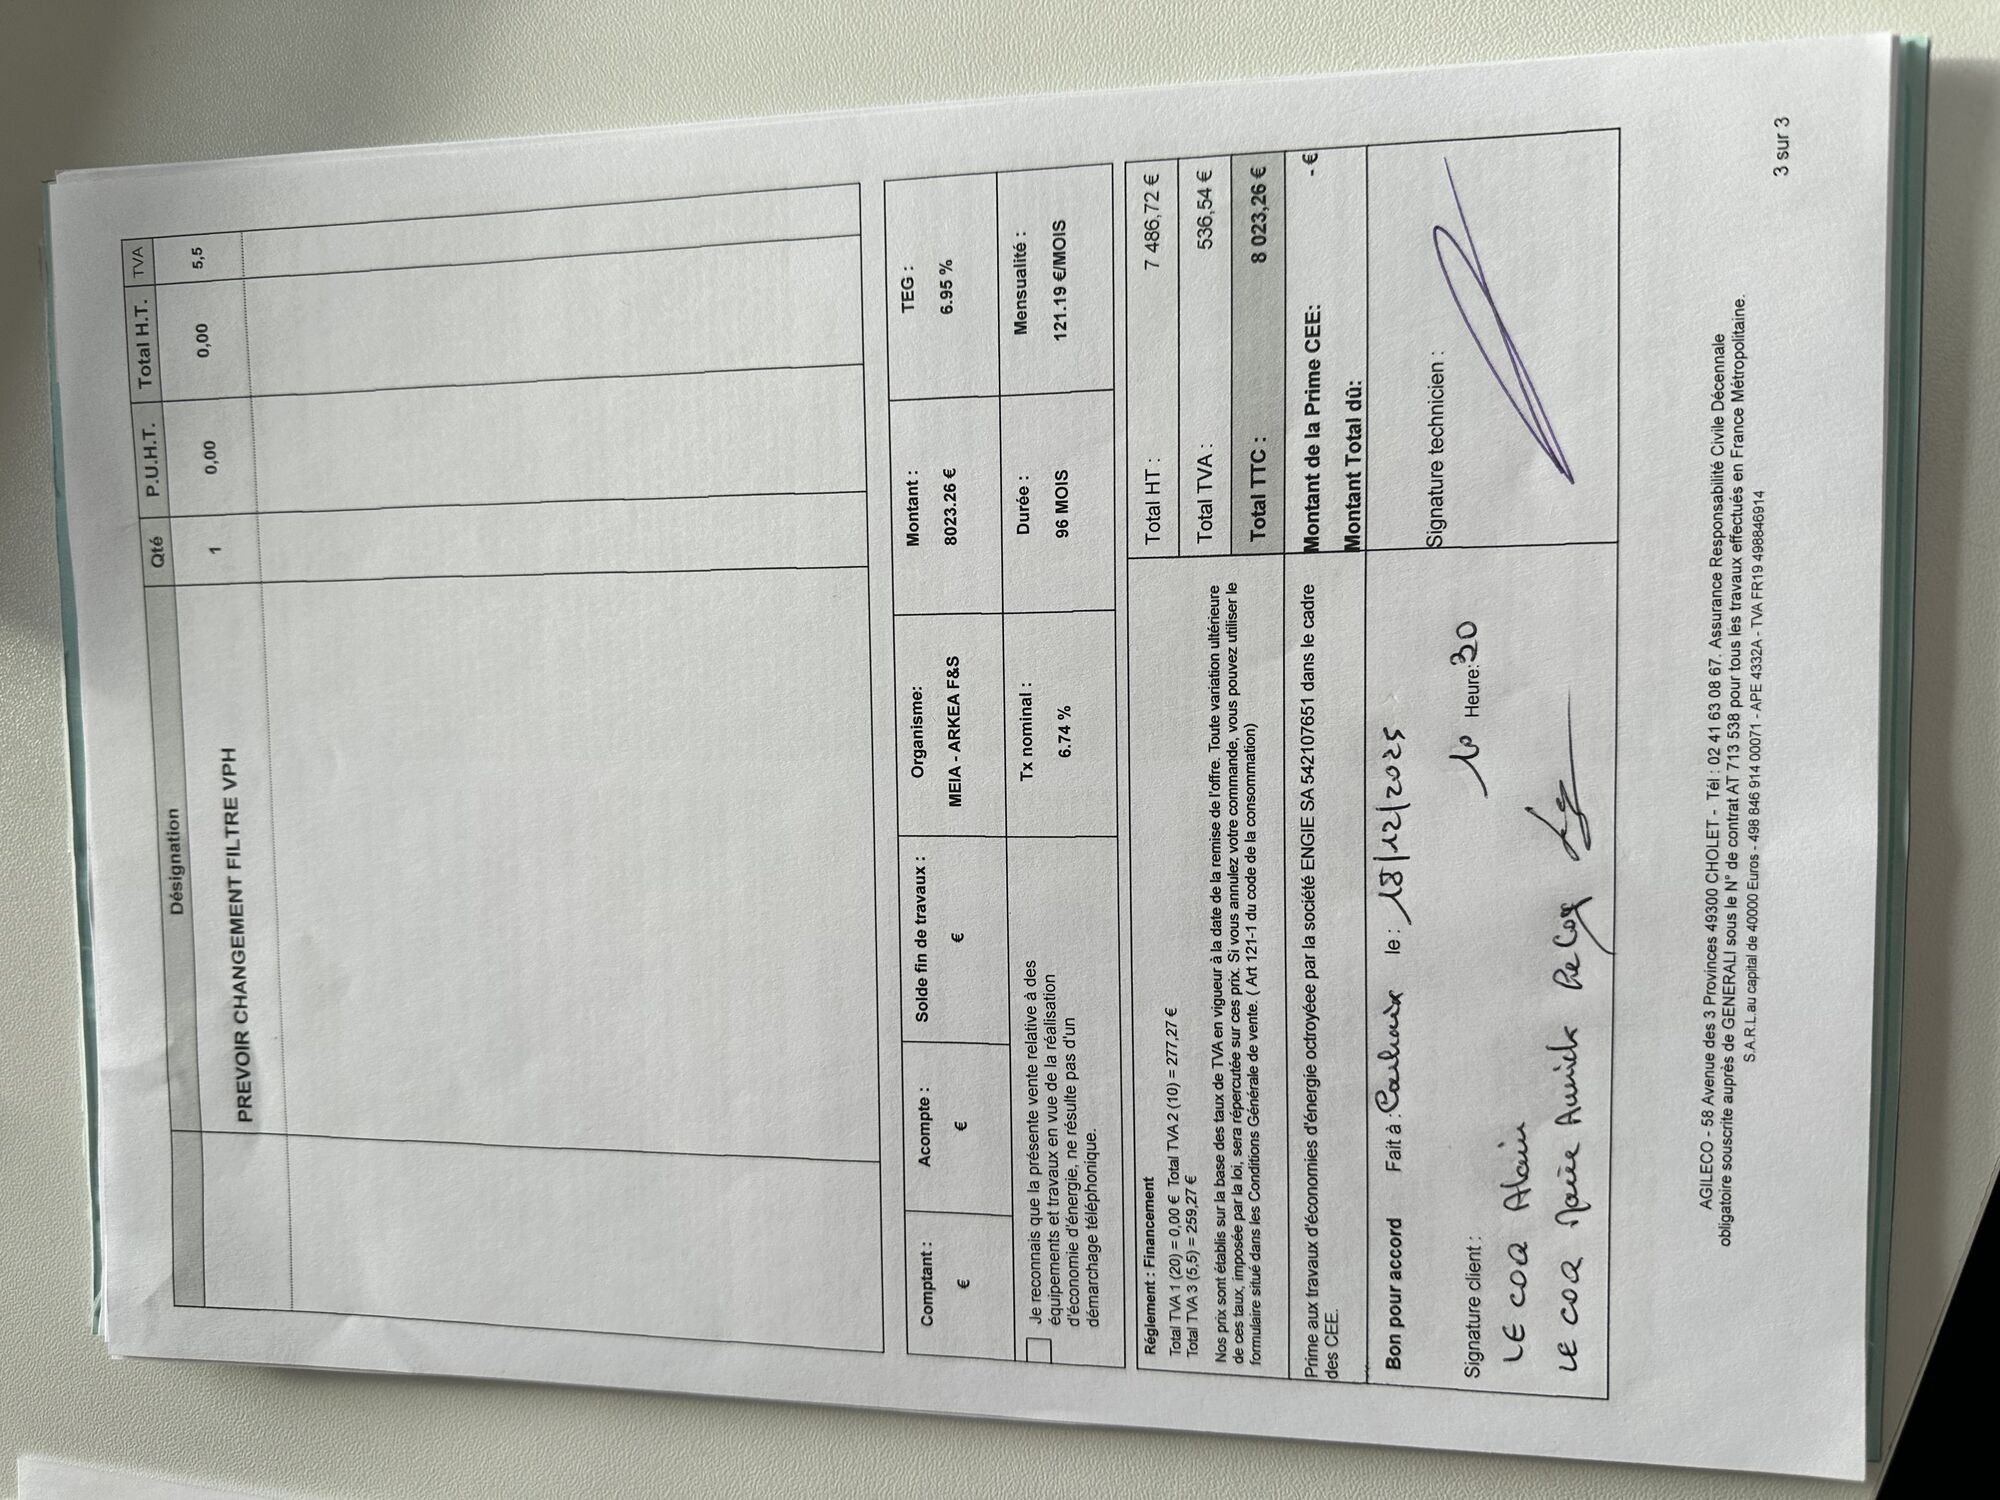 Désignation Qté P.U.H.T. Total H.T. TVA
PREVOIR CHANGEMENT FILTRE VPH 1 0,00 0,00 5,5
Comptant : Acompte : Solde fin de travaux : Organisme: Montant : TEG :
€ € € MEIA - ARKEA F&S 8023.26 € 6.95 %
Je reconnais que la présente vente relative à des
équipements et travaux en vue de la réalisation
d'économie d'énergie, ne résulte pas d'un
démarchage téléphonique.
Tx nominal : Durée : Mensualité :
6.74 % 96 MOIS 121.19 €/MOIS
Réglement : Financement
Total TVA 1 (20) = 0,00 € Total TVA 2 (10) = 277,27 €
Total TVA 3 (5,5) = 259,27 €
Nos prix sont établis sur la base des taux de TVA en vigueur à la date de la remise de l'offre. Toute variation ultérieure
de ces taux, imposée par la loi, sera répercutée sur ces prix. Si vous annulez votre commande, vous pouvez utiliser le
formulaire situé dans les Conditions Générale de vente. ( Art 121-1 du code de la consommation)
Total HT : 7 486,72 €
Total TVA : 536,54 €
Total TTC : 8 023,26 €
Prime aux travaux d'économies d'énergie octroyéee par la société ENGIE SA 542107651 dans le cadre
des CEE.
Montant de la Prime CEE: - €
Montant Total dû:
Bon pour accord Fait à : Carhaix le : 18/12/2025
10 Heure: 30
Signature client :
LE COQ Alain
LE COQ Marie Annick Le Coq
Signature technicien :
AGILECO - 58 Avenue des 3 Provinces 49300 CHOLET - Tél : 02 41 63 08 67. Assurance Responsabilité Civile Décennale
obligatoire souscrite auprès de GENERALI sous le N° de contrat AT 713 538 pour tous les travaux effectués en France Métropolitaine.
S.A.R.L au capital de 40000 Euros - 498 846 914 00071 - APE 4332A - TVA FR19 498846914
3 sur 3